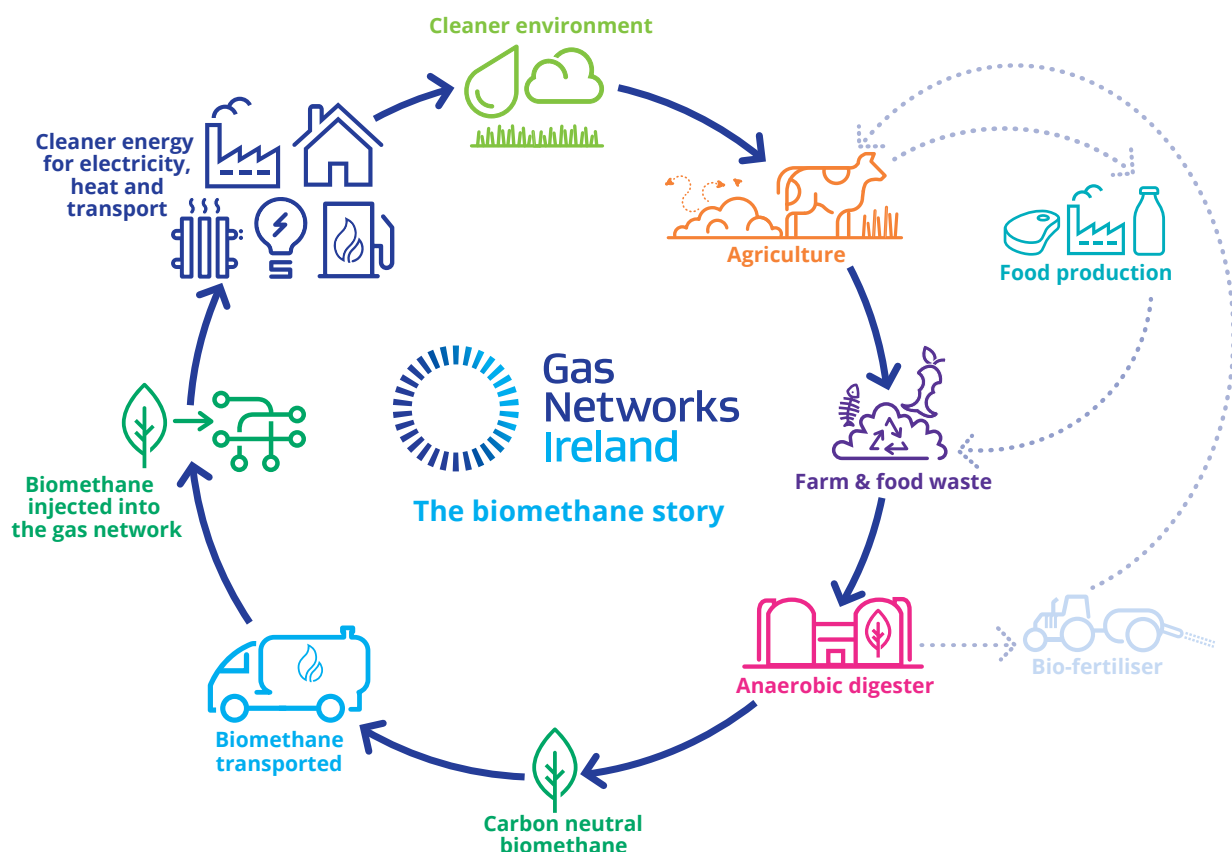 Cleaner environment
Cleaner energy
for electricity,
heat and
transport
Agriculture
Food production
Gas
Networks
Ireland
The biomethane story
Farm & food waste
Biomethane
injected into
the gas network
Bio-fertiliser
Anaerobic digester
Biomethane
transported
Carbon neutral
biomethane